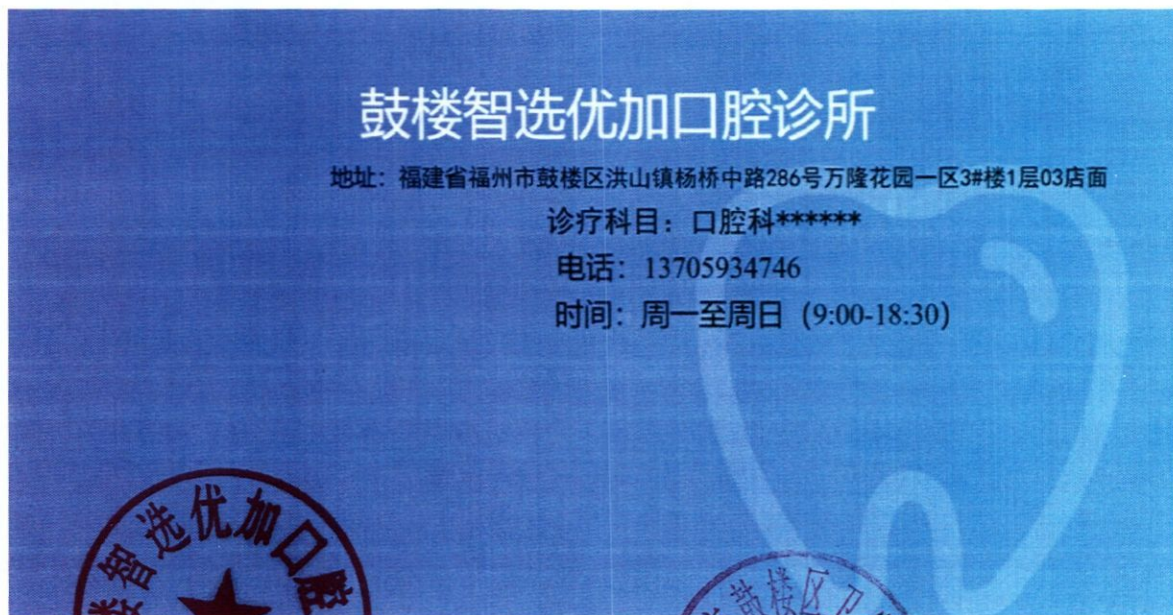 鼓楼智选优加口腔诊所
地址：福建省福州市鼓楼区洪山镇杨桥中路286号万隆花园一区3#楼1层03店面
诊疗科目：口腔科******
电话：13705934746
时间：周一至周日（9:00-18:30）
楼智选优加口腔
鼓楼区卫